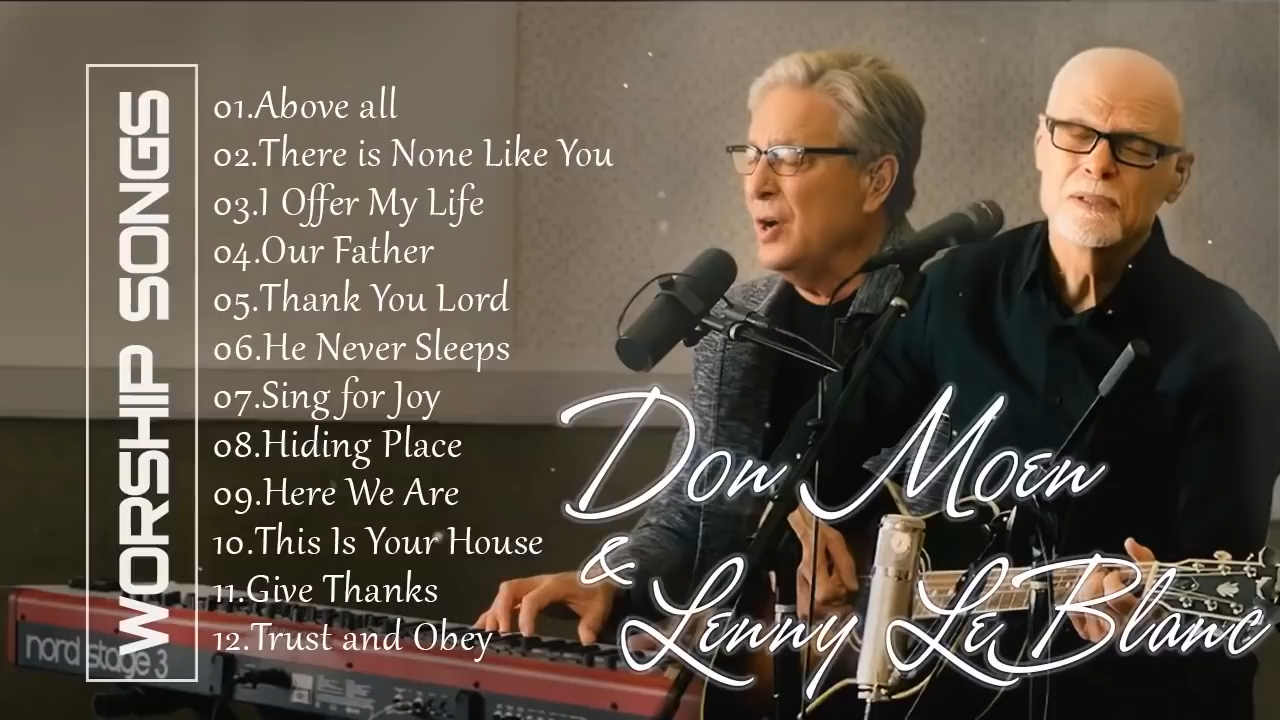 WORSHIP SONGS
01.Above all
02.There is None Like You
03.I Offer My Life
04.Our Father
05.Thank You Lord
06.He Never Sleeps
07.Sing for Joy
08.Hiding Place
09.Here We Are
10.This Is Your House
11.Give Thanks
12.Trust and Obey
Don Moen
& Lenny LeBlanc
nord stage 3